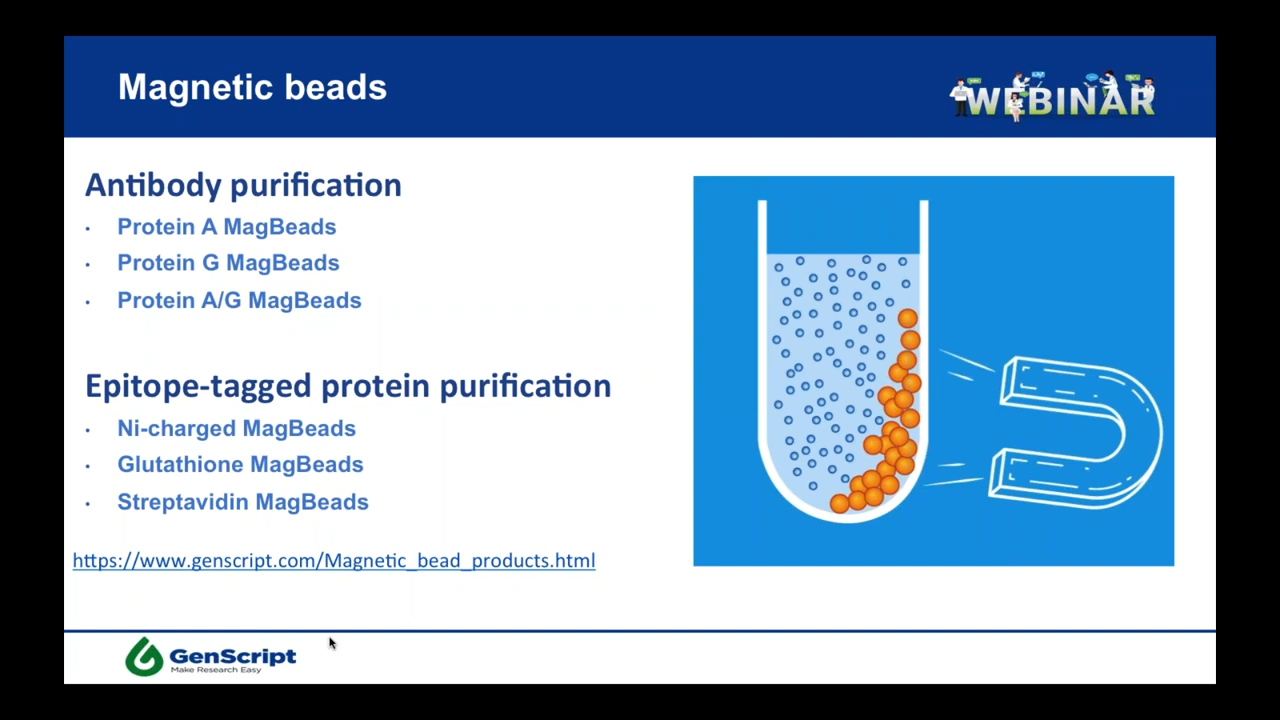 Magnetic beads
WEBINAR
Antibody purification
· Protein A MagBeads
· Protein G MagBeads
· Protein A/G MagBeads
Epitope-tagged protein purification
· Ni-charged MagBeads
· Glutathione MagBeads
· Streptavidin MagBeads
https://www.genscript.com/Magnetic_bead_products.html
GenScript
Make Research Easy